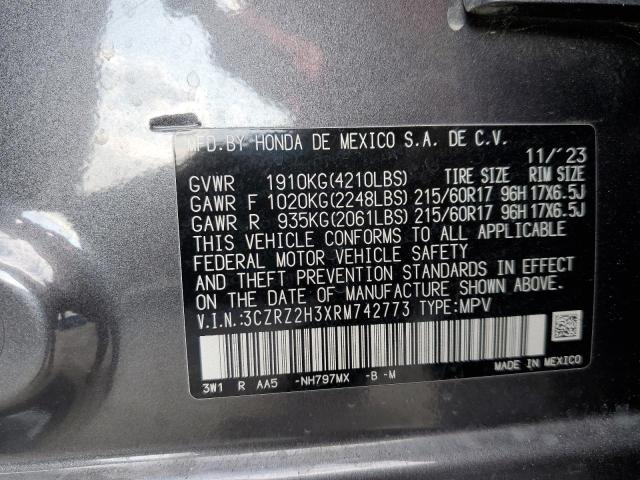 MFD.BY HONDA DE MEXICO S.A. DE C.V.
11/'23
GVWR 1910KG(4210LBS) TIRE SIZE RIM SIZE
GAWR F 1020KG(2248LBS) 215/60R17 96H 17X6.5J
GAWR R 935KG(2061LBS) 215/60R17 96H 17X6.5J
THIS VEHICLE CONFORMS TO ALL APPLICABLE
FEDERAL MOTOR VEHICLE SAFETY
AND THEFT PREVENTION STANDARDS IN EFFECT
ON THE DATE OF MANUFACTURE SHOWN ABOVE.
V.I.N.:3CZRZ2H3XRM742773 TYPE:MPV
MADE IN MEXICO
3W1 R AA5 -NH797MX -B -M